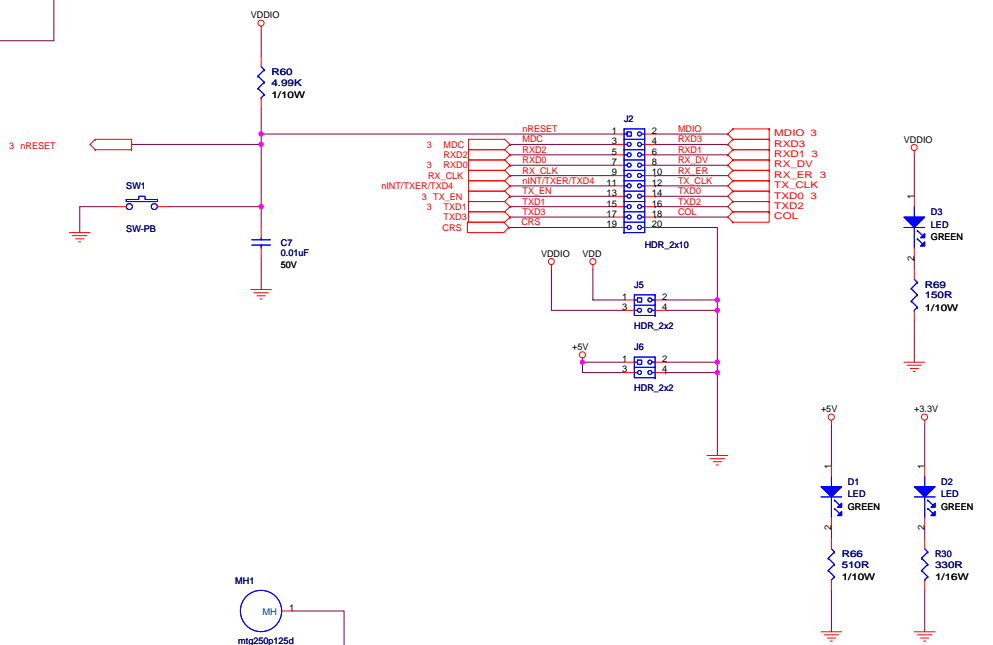 VDDIO
R60
4.99K
1/10W
3 nRESET
SW1
SW-PB
C7
0.01uF
50V
J2
nRESET 1 2 MDIO MDIO 3
3 MDC MDC 3 4 RXD3 RXD3
RXD2 RXD2 5 6 RXD1 RXD1 3
3 RXD0 RXD0 7 8 RX_DV RX_DV
RX_CLK RX_CLK 9 10 RX_ER RX_ER 3
nINT/TXER/TXD4 nINT/TXER/TXD4 11 12 TX_CLK TX_CLK
3 TX_EN TX_EN 13 14 TXD0 TXD0 3
3 TXD1 TXD1 15 16 TXD2 TXD2
TXD3 TXD3 17 18 COL COL
CRS CRS 19 20
HDR_2x10
VDDIO VDD
J5
1 2
3 4
HDR_2x2
+5V
J6
1 2
3 4
HDR_2x2
VDDIO
1
D3
LED
GREEN
2
R69
150R
1/10W
+5V
1
D1
LED
GREEN
2
R66
510R
1/10W
+3.3V
1
D2
LED
GREEN
2
R30
330R
1/16W
MH1
MH 1
mtg250p125d